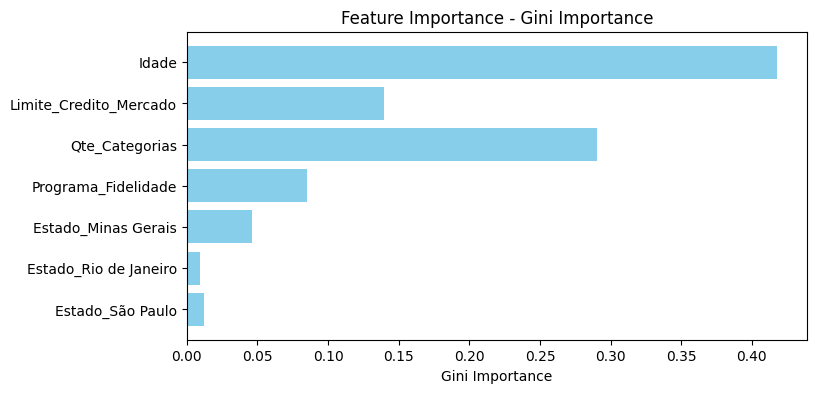 Feature Importance - Gini Importance
Idade
Limite_Credito_Mercado
Qte_Categorias
Programa_Fidelidade
Estado_Minas Gerais
Estado_Rio de Janeiro
Estado_São Paulo
0.00 0.05 0.10 0.15 0.20 0.25 0.30 0.35 0.40
Gini Importance